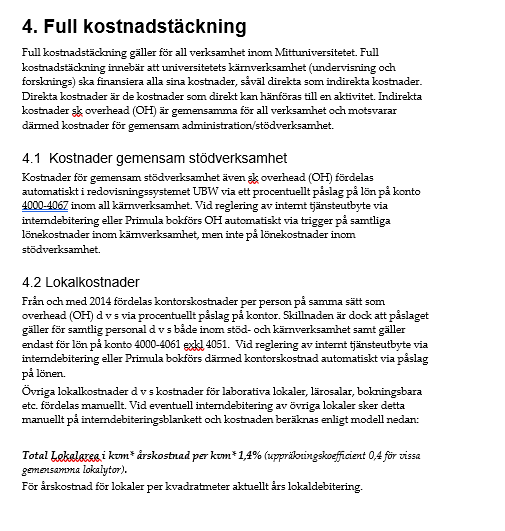 4. Full kostnadstäckning
Full kostnadstäckning gäller för all verksamhet inom Mittuniversitetet. Full
kostnadstäckning innebär att universitetets kärnverksamhet (undervisning och
forsknings) ska finansiera alla sina kostnader, såväl direkta som indirekta kostnader.
Direkta kostnader är de kostnader som direkt kan hänföras till en aktivitet. Indirekta
kostnader sk overhead (OH) är gemensamma för all verksamhet och motsvarar
därmed kostnader för gemensam administration/stödverksamhet.
4.1 Kostnader gemensam stödverksamhet
Kostnader för gemensam stödverksamhet även sk overhead (OH) fördelas
automatiskt i redovisningssystemet UBW via ett procentuellt påslag på lön på konto
4000-4067 inom all kärnverksamhet. Vid reglering av internt tjänsteutbyte via
interndebitering eller Primula bokförs OH automatiskt via trigger på samtliga
lönekostnader inom kärnverksamhet, men inte på lönekostnader inom
stödverksamhet.
4.2 Lokalkostnader
Från och med 2014 fördelas kontorskostnader per person på samma sätt som
overhead (OH) d v s via procentuellt påslag på kontor. Skillnaden är dock att påslaget
gäller för samtlig personal d v s både inom stöd- och kärnverksamhet samt gäller
endast för lön på konto 4000-4061 exkl 4051. Vid reglering av internt tjänsteutbyte via
interndebitering eller Primula bokförs därmed kontorskostnad automatiskt via påslag
på lönen.
Övriga lokalkostnader d v s kostnader för laborativa lokaler, lärosalar, bokningsbara
etc. fördelas manuellt. Vid eventuell interndebitering av övriga lokaler sker detta
manuellt på interndebiteringsblankett och kostnaden beräknas enligt modell nedan:
Total Lokalarea i kvm* årskostnad per kvm* 1,4% (uppräkningskoefficient 0,4 för vissa
gemensamma lokalytor).
För årskostnad för lokaler per kvadratmeter aktuellt års lokaldebitering.